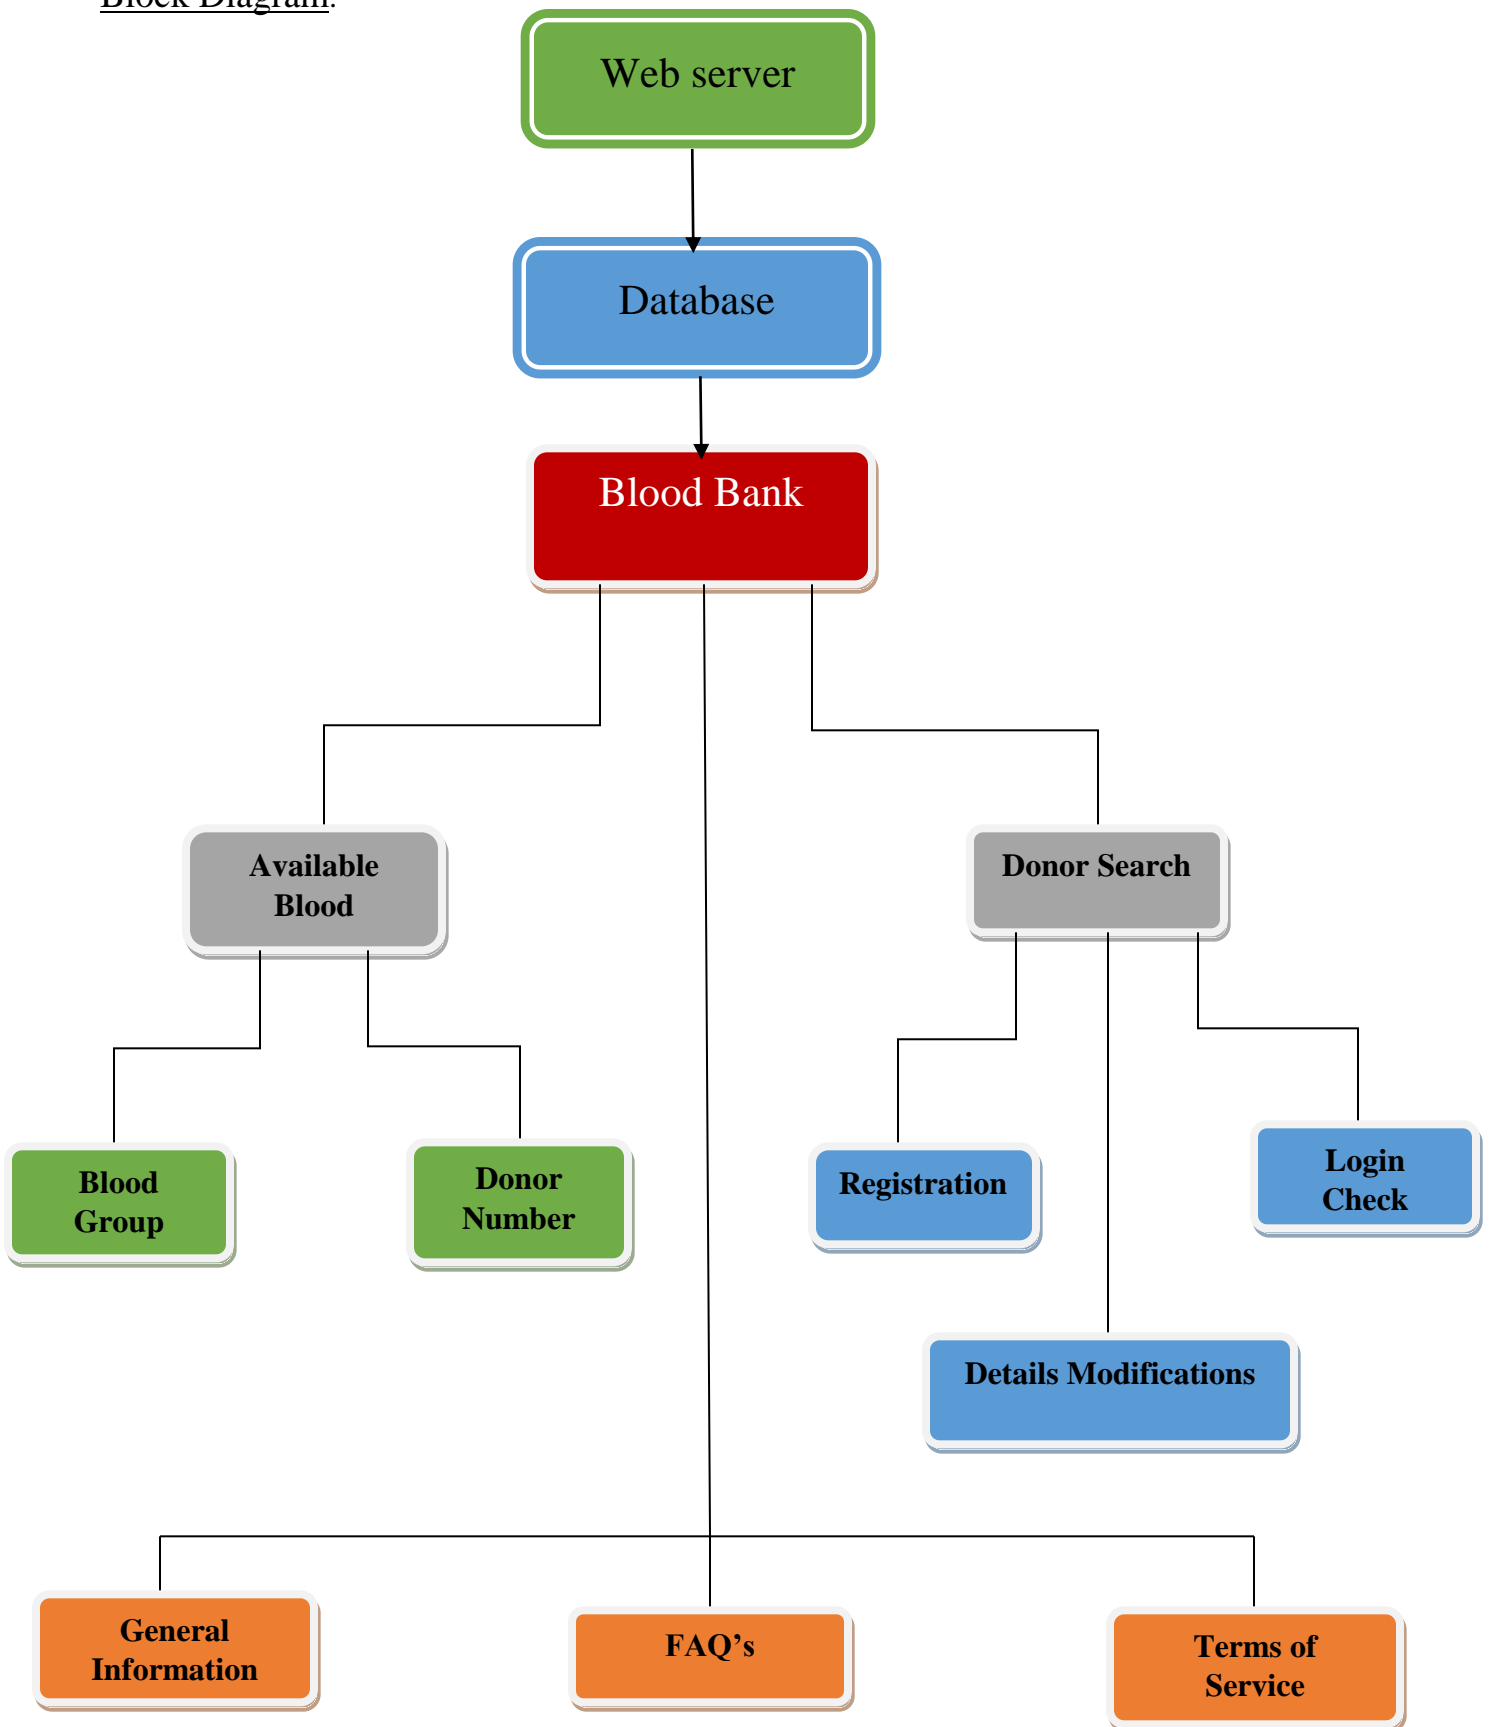 Block Diagram:
Web server
Database
Blood Bank
Available
Blood
Donor Search
Blood
Group
Donor
Number
Registration
Login
Check
Details Modifications
General
Information
FAQ’s
Terms of
Service